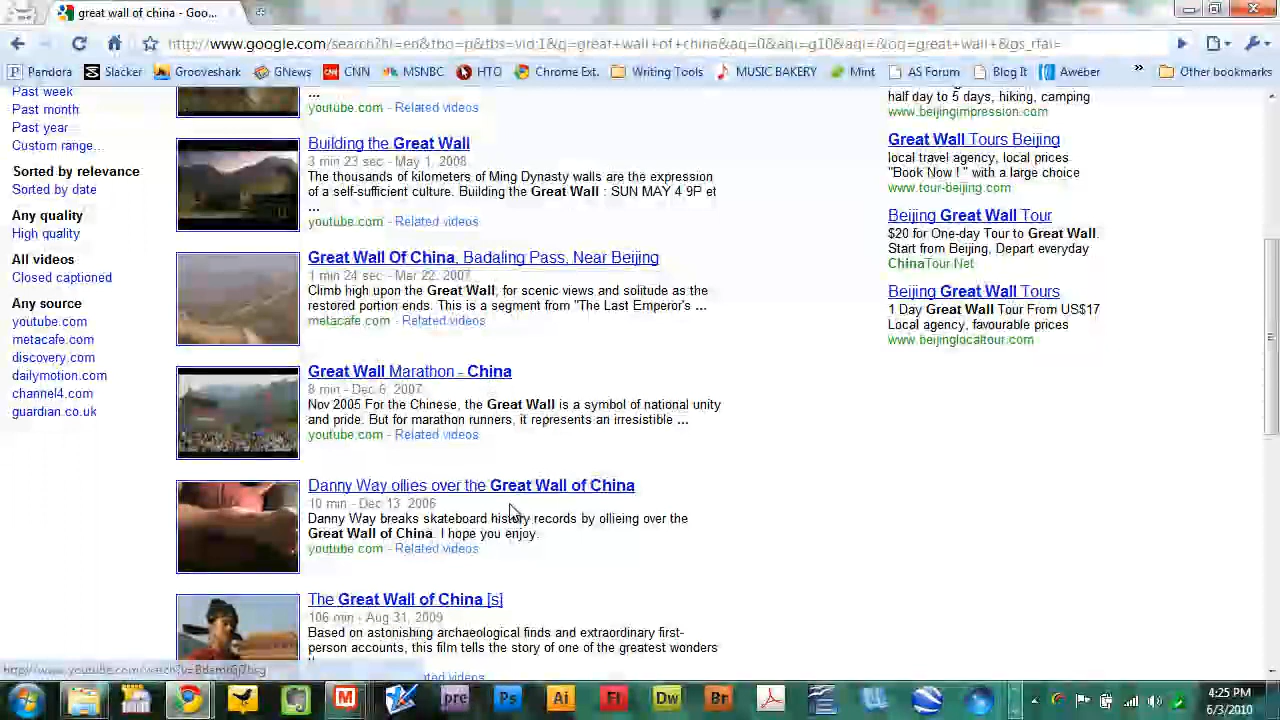 great wall of china - Goo...
http://www.google.com/search?hl=en&tbo=p&tbs=vid:1&q=great+wall+of+china&aq=0&aqi=g10&aql=&oq=great+wall+&gs_rfai=
Pandora Slacker Grooveshark GNews CNN MSNBC HTO Chrome Ext... Writing Tools MUSIC BAKERY Mint AS Forum Blog It Aweber » Other bookmarks
Past week
Past month
Past year
Custom range...
Sorted by relevance
Sorted by date
Any quality
High quality
All videos
Closed captioned
Any source
youtube.com
metacafe.com
discovery.com
dailymotion.com
channel4.com
guardian.co.uk
...
youtube.com - Related videos
Building the Great Wall
3 min 23 sec - May 1, 2008
The thousands of kilometers of Ming Dynasty walls are the expression
of a self-sufficient culture. Building the Great Wall : SUN MAY 4 9P et
...
youtube.com - Related videos
Great Wall Of China, Badaling Pass, Near Beijing
1 min 24 sec - Mar 22, 2007
Climb high upon the Great Wall, for scenic views and solitude as the
restored portion ends. This is a segment from "The Last Emperor's ...
metacafe.com - Related videos
Great Wall Marathon - China
8 min - Dec 6, 2007
Nov 2005 For the Chinese, the Great Wall is a symbol of national unity
and pride. But for marathon runners, it represents an irresistible ...
youtube.com - Related videos
Danny Way ollies over the Great Wall of China
10 min - Dec 13, 2006
Danny Way breaks skateboard history records by ollieing over the
Great Wall of China. I hope you enjoy.
youtube.com - Related videos
The Great Wall of China [s]
106 min - Aug 31, 2009
Based on astonishing archaeological finds and extraordinary first-
person accounts, this film tells the story of one of the greatest wonders
related videos
half day to 5 days, hiking, camping
www.beijingimpression.com
Great Wall Tours Beijing
local travel agency, local prices
"Book Now ! " with a large choice
www.tour-beijing.com
Beijing Great Wall Tour
$20 for One-day Tour to Great Wall.
Start from Beijing, Depart everyday
ChinaTour.Net
Beijing Great Wall Tours
1 Day Great Wall Tour From US$17
Local agency, favourable prices
www.beijinglocaltour.com
pre Ps Ai Fl Dw Br
4:25 PM
6/3/2010